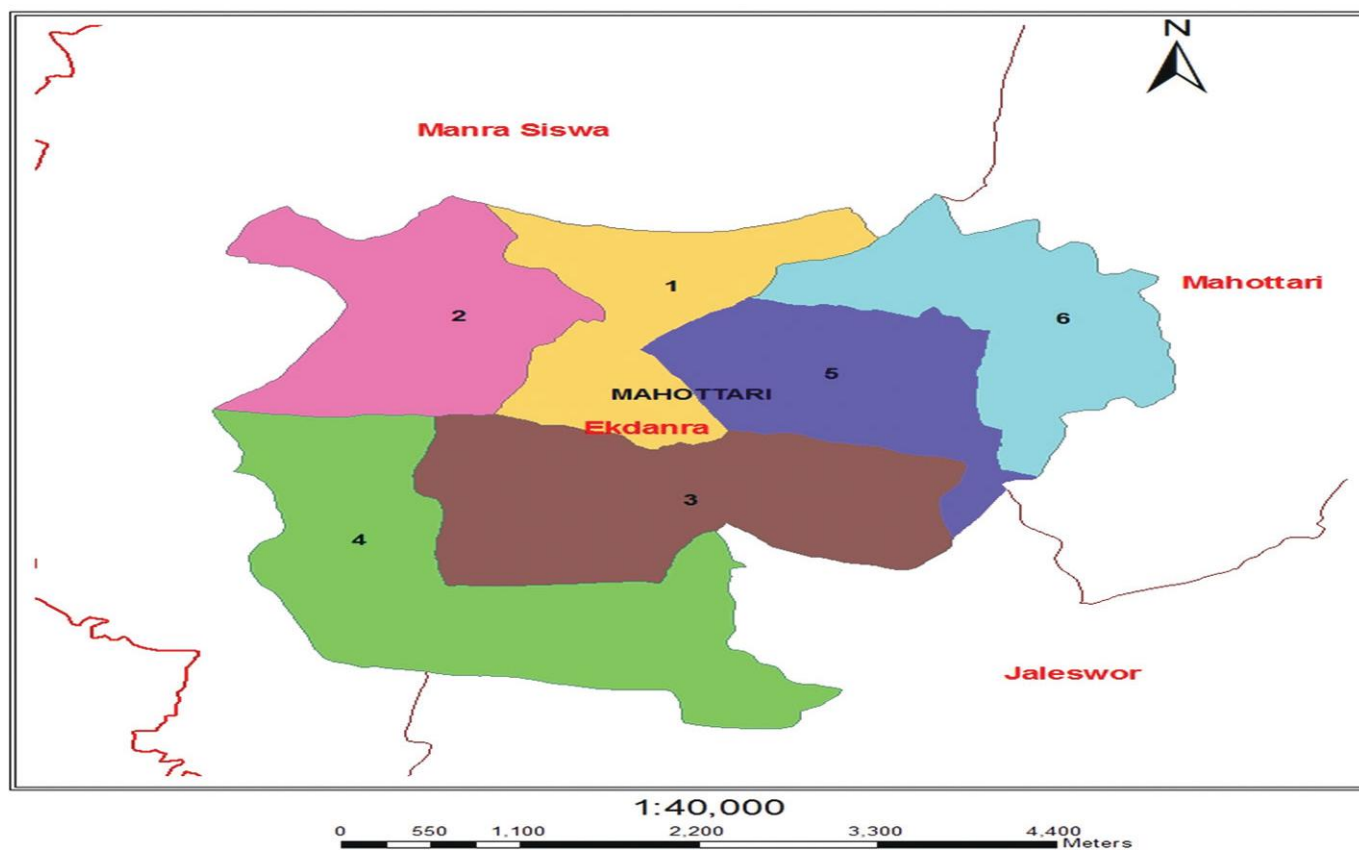 N
Manra Siswa
Mahottari
1
2
6
5
MAHOTTARI
Ekdanra
3
4
Jaleswor
1:40,000
0 550 1,100 2,200 3,300 4,400
Meters